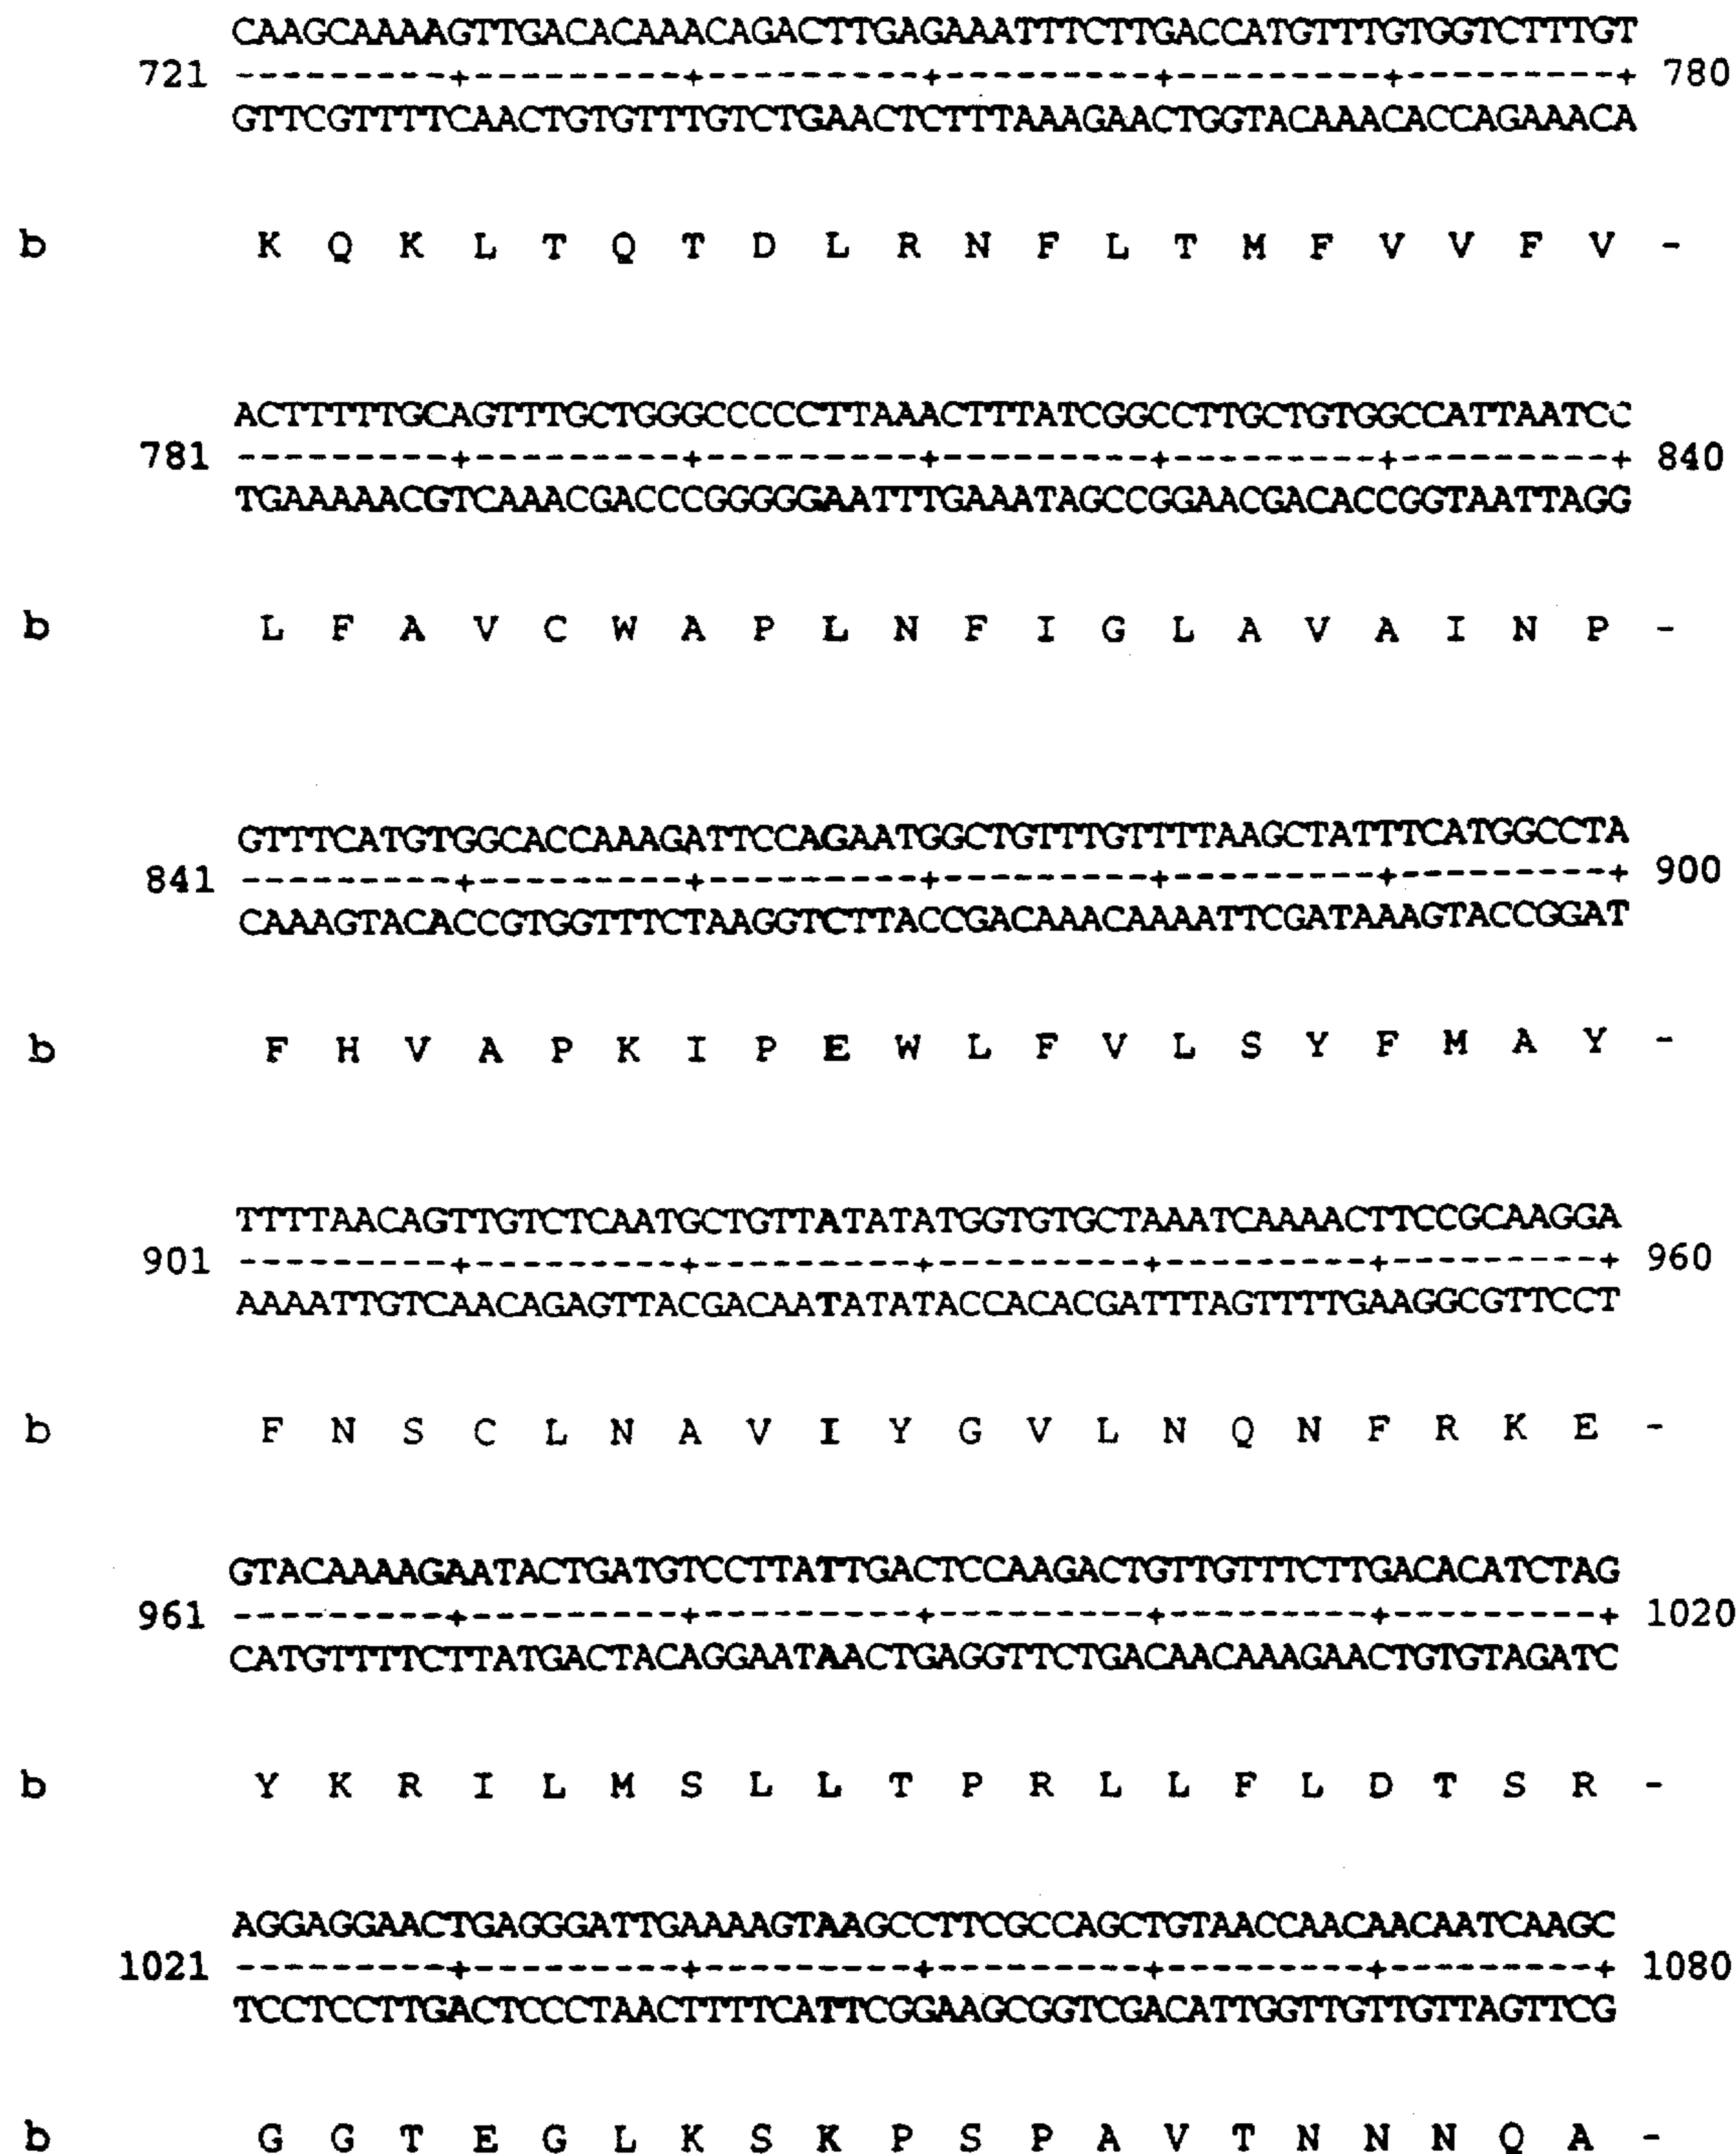 CAAGCAAAAGTTGACACAAACAGACTTGAGAAATTTCTTGACCATGTTTGTGGTCTTTGT
721 ---------+---------+---------+---------+---------+---------+ 780
GTTCGTTTTCAACTGTGTTTGTCTGAACTCTTTAAAGAACTGGTACAAACACCAGAAACA
b K Q K L T Q T D L R N F L T M F V V F V -
ACTTTTTGCAGTTTGCTGGGCCCCCTTAAACTTTATCGGCCTTGCTGTGGCCATTAATCC
781 ---------+---------+---------+---------+---------+---------+ 840
TGAAAAACGTCAAACGACCCGGGGGAATTTGAAATAGCCGGAACGACACCGGTAATTAGG
b L F A V C W A P L N F I G L A V A I N P -
GTTTCATGTGGCACCAAAGATTCCAGAATGGCTGTTTGTTTTAAGCTATTTCATGGCCTA
841 ---------+---------+---------+---------+---------+---------+ 900
CAAAGTACACCGTGGTTTCTAAGGTCTTACCGACAAACAAAATTCGATAAAGTACCGGAT
b F H V A P K I P E W L F V L S Y F M A Y -
TTTTAACAGTTGTCTCAATGCTGTTATATATGGTGTGCTAAATCAAAACTTCCGCAAGGA
901 ---------+---------+---------+---------+---------+---------+ 960
AAAATTGTCAACAGAGTTACGACAATATATACCACACGATTTAGTTTTGAAGGCGTTCCT
b F N S C L N A V I Y G V L N Q N F R K E -
GTACAAAAGAATACTGATGTCCTTATTGACTCCAAGACTGTTGTTTCTTGACACATCTAG
961 ---------+---------+---------+---------+---------+---------+ 1020
CATGTTTTCTTATGACTACAGGAATAACTGAGGTTCTGACAACAAAGAACTGTGTAGATC
b Y K R I L M S L L T P R L L F L D T S R -
AGGAGGAACTGAGGGATTGAAAAGTAAGCCTTCGCCAGCTGTAACCAACAACAATCAAGC
1021 ---------+---------+---------+---------+---------+---------+ 1080
TCCTCCTTGACTCCCTAACTTTTCATTCGGAAGCGGTCGACATTGGTTGTTGTTAGTTCG
b G G T E G L K S K P S P A V T N N N Q A -